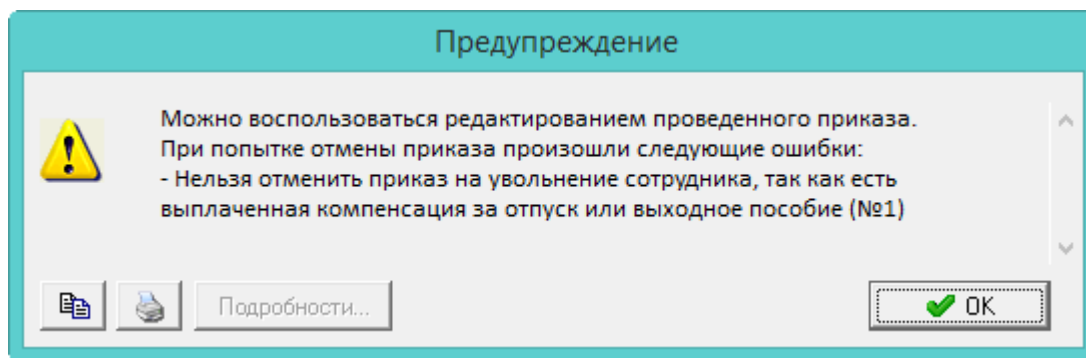 Предупреждение
Можно воспользоваться редактированием проведенного приказа.
При попытке отмены приказа произошли следующие ошибки:
- Нельзя отменить приказ на увольнение сотрудника, так как есть
выплаченная компенсация за отпуск или выходное пособие (№1)
Подробности...
OK